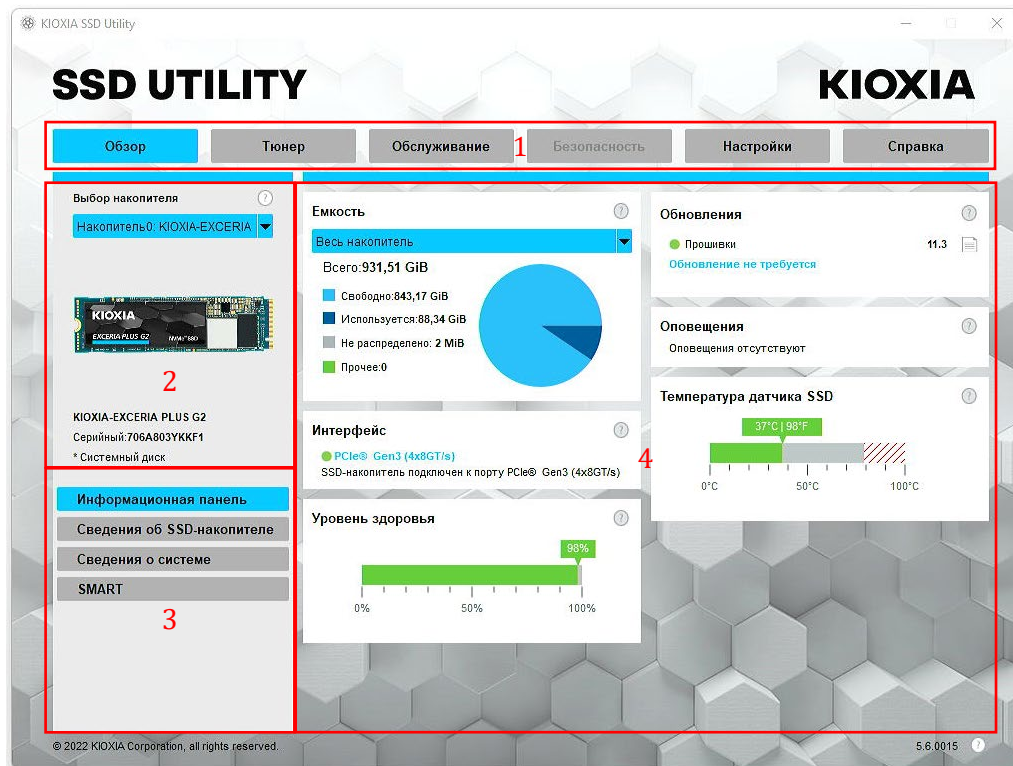 KIOXIA SSD Utility
SSD UTILITY
KIOXIA
Обзор
Тюнер
Обслуживание
1
Безопасность
Настройки
Справка
Выбор накопителя ?
Накопитель0: KIOXIA-EXCERIA
KIOXIA
EXCERIA PLUS G2
NVMe™ SSD
2
KIOXIA-EXCERIA PLUS G2
Серийный:706A803YKKF1
* Системный диск
Информационная панель
Сведения об SSD-накопителе
Сведения о системе
SMART
3
Емкость ?
Весь накопитель
Всего:931,51 GiB
Свободно:843,17 GiB
Используется:88,34 GiB
Не распределено: 2 MiB
Прочее:0
Интерфейс ?
PCIe® Gen3 (4x8GT/s)
SSD-накопитель подключен к порту PCIe® Gen3 (4x8GT/s)
4
Уровень здоровья ?
98%
0% 50% 100%
Обновления ?
Прошивки 11.3
Обновление не требуется
Оповещения ?
Оповещения отсутствуют
Температура датчика SSD ?
37°C | 98°F
0°C 50°C 100°C
© 2022 KIOXIA Corporation, all rights reserved.
5.6.0015 ?